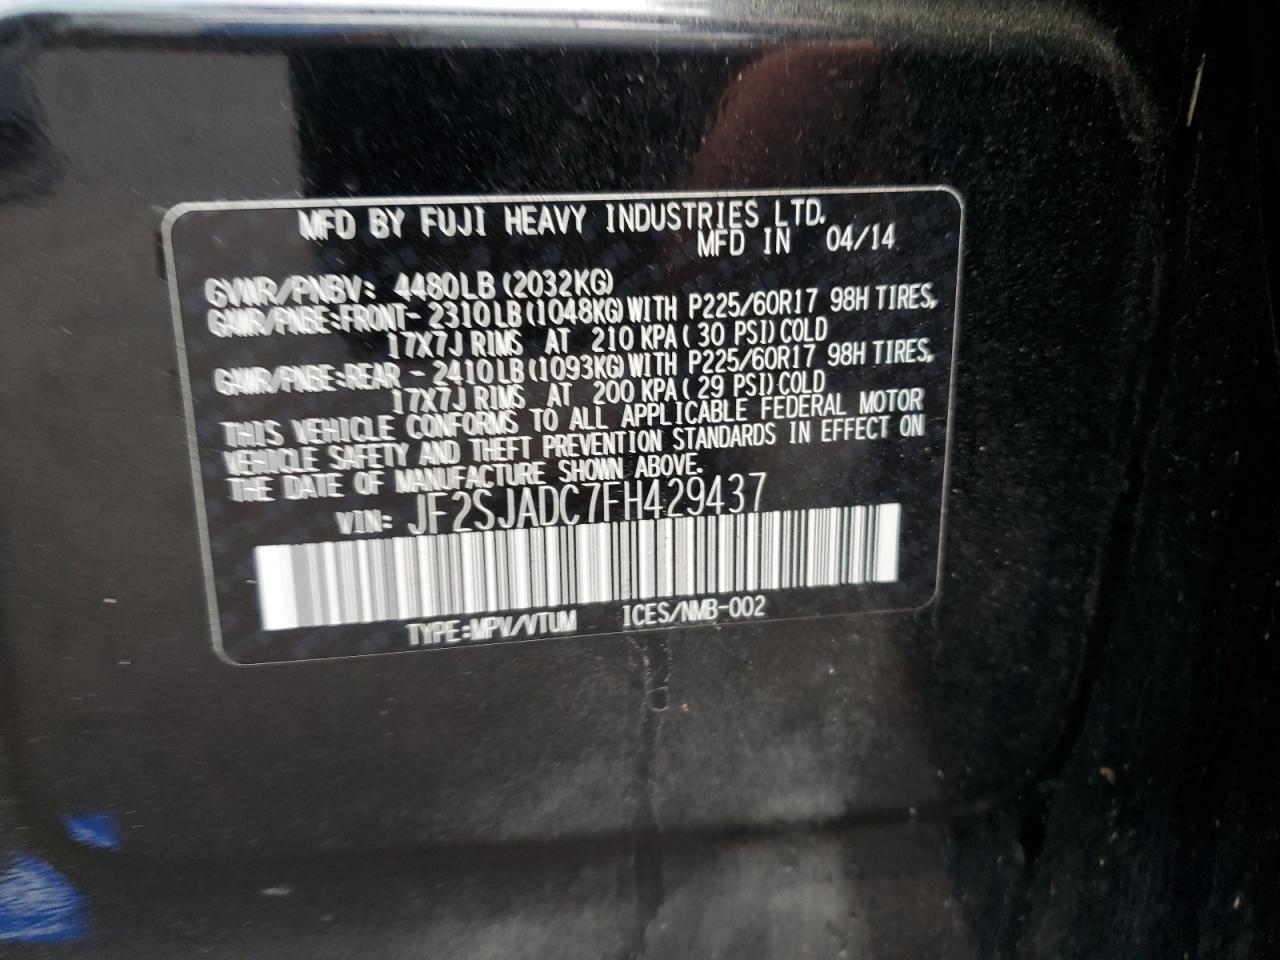 MFD BY FUJI HEAVY INDUSTRIES LTD.
MFD IN 04/14
GVWR/PNBV: 4480LB (2032KG)
GAWR/PNBE:FRONT- 2310LB (1048KG) WITH P225/60R17 98H TIRES,
17X7J RIMS AT 210 KPA ( 30 PSI) COLD
GAWR/PNBE:REAR - 2410LB (1093KG) WITH P225/60R17 98H TIRES,
17X7J RIMS AT 200 KPA ( 29 PSI) COLD
THIS VEHICLE CONFORMS TO ALL APPLICABLE FEDERAL MOTOR
VEHICLE SAFETY AND THEFT PREVENTION STANDARDS IN EFFECT ON
THE DATE OF MANUFACTURE SHOWN ABOVE.
VIN: JF2SJADC7FH429437
TYPE:MPV/VTUM ICES/NMB-002